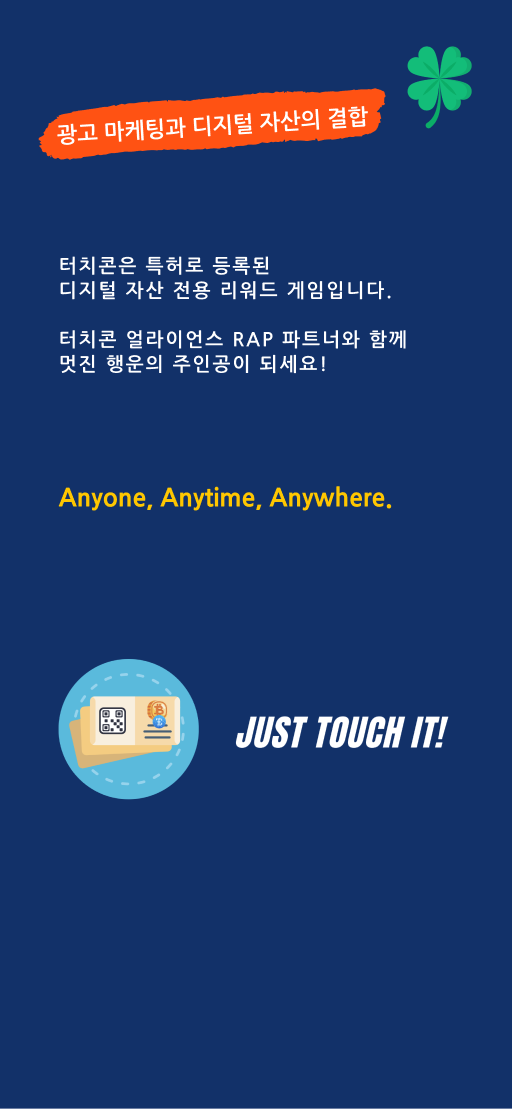 광고 마케팅과 디지털 자산의 결합
터치콘은 특허로 등록된
디지털 자산 전용 리워드 게임입니다.
터치콘 얼라이언스 RAP 파트너와 함께
멋진 행운의 주인공이 되세요!
Anyone, Anytime, Anywhere.
JUST TOUCH IT!